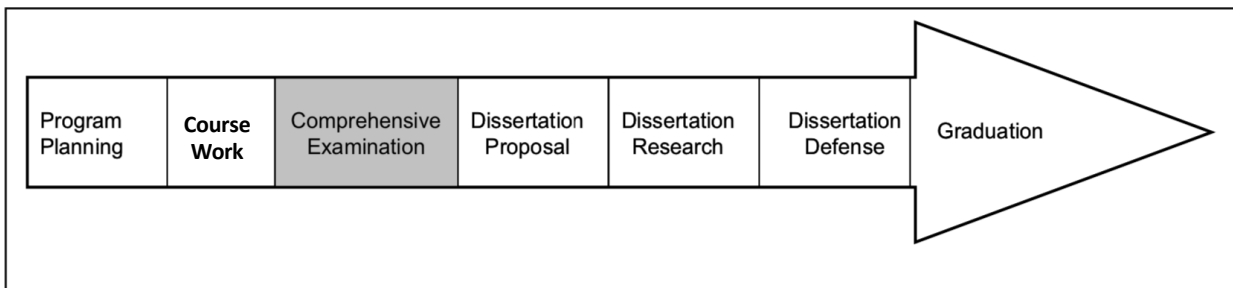 Program
Planning
Course
Work
Comprehensive
Examination
Dissertation
Proposal
Dissertation
Research
Dissertation
Defense
Graduation